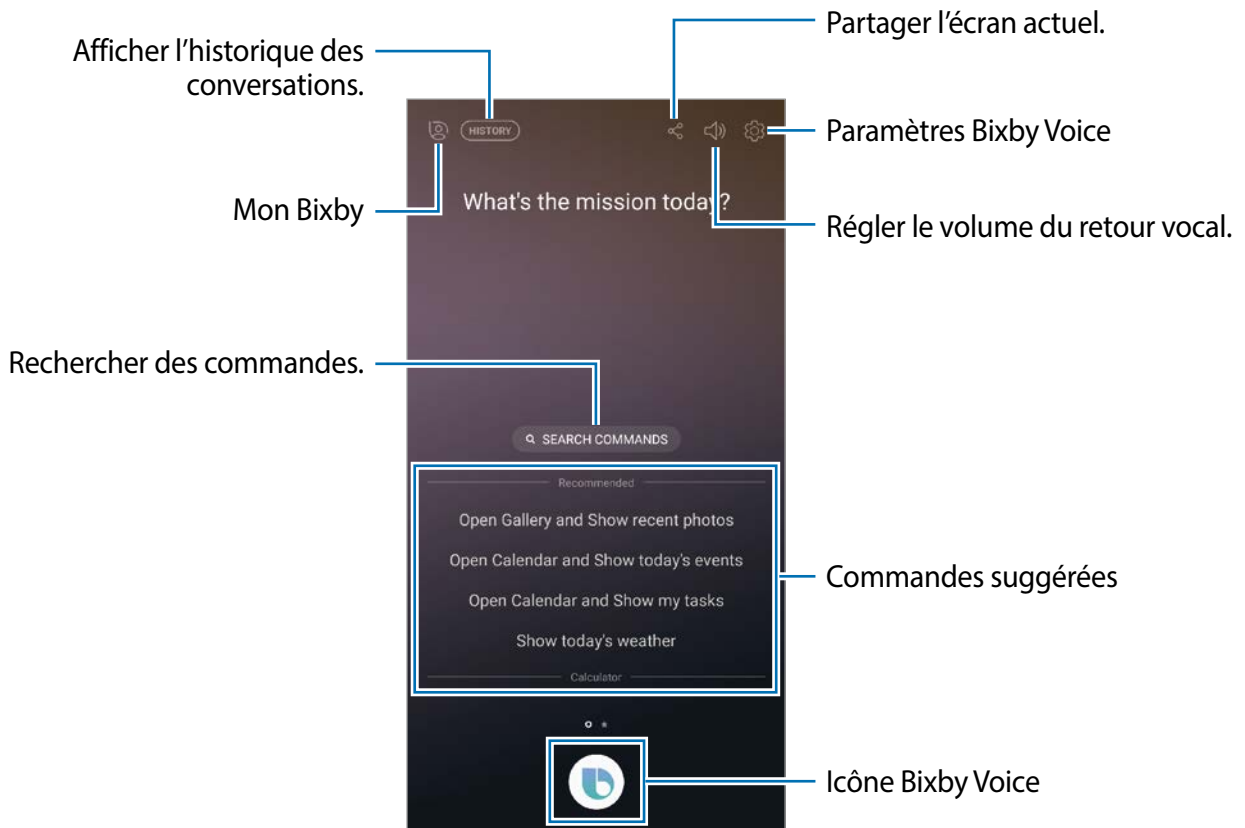 Partager l'écran actuel.
Afficher l'historique des
conversations.
HISTORY
Paramètres Bixby Voice
Mon Bixby
What's the mission today?
Régler le volume du retour vocal.
Rechercher des commandes.
SEARCH COMMANDS
Recommended
Open Gallery and Show recent photos
Open Calendar and Show today's events
Commandes suggérées
Open Calendar and Show my tasks
Show today's weather
Calculator
Icône Bixby Voice